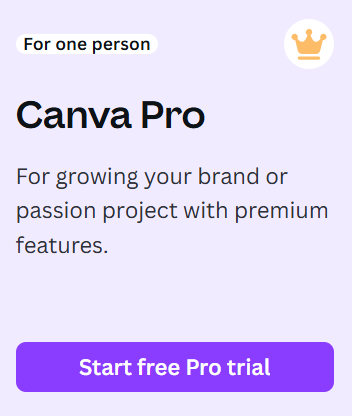 For one person
Canva Pro
For growing your brand or
passion project with premium
features.
Start free Pro trial